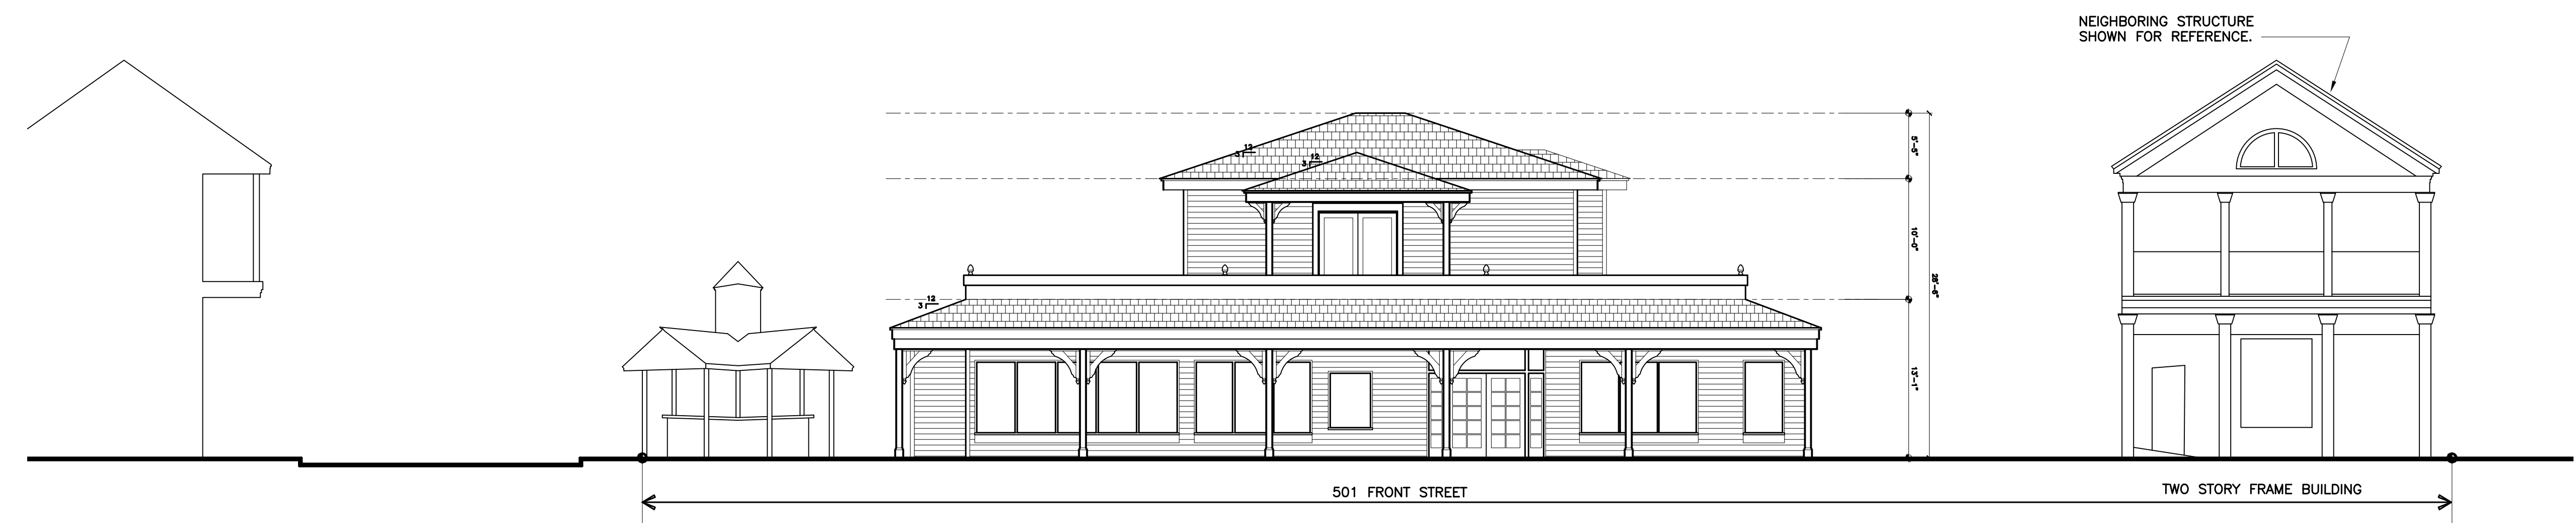 NEIGHBORING STRUCTURE
SHOWN FOR REFERENCE.
12
3
12
3
5'-5"
10'-0"
28'-6"
12
3
13'-1"
501 FRONT STREET
TWO STORY FRAME BUILDING